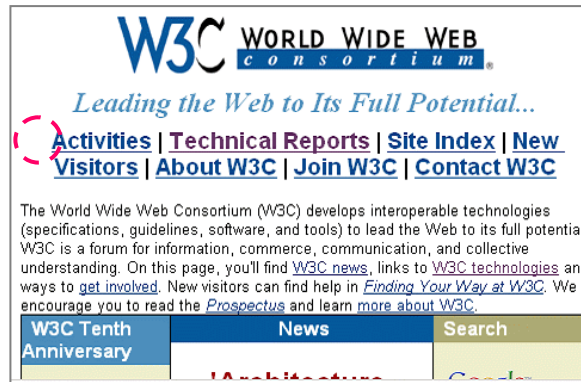 W3C WORLD WIDE WEB
consortium ®
Leading the Web to Its Full Potential...
Activities | Technical Reports | Site Index | New
Visitors | About W3C | Join W3C | Contact W3C
The World Wide Web Consortium (W3C) develops interoperable technologies
(specifications, guidelines, software, and tools) to lead the Web to its full potentia
W3C is a forum for information, commerce, communication, and collective
understanding. On this page, you'll find W3C news, links to W3C technologies an
ways to get involved. New visitors can find help in Finding Your Way at W3C. We
encourage you to read the Prospectus and learn more about W3C.
W3C Tenth
Anniversary
News
Search
'Architecture
Google